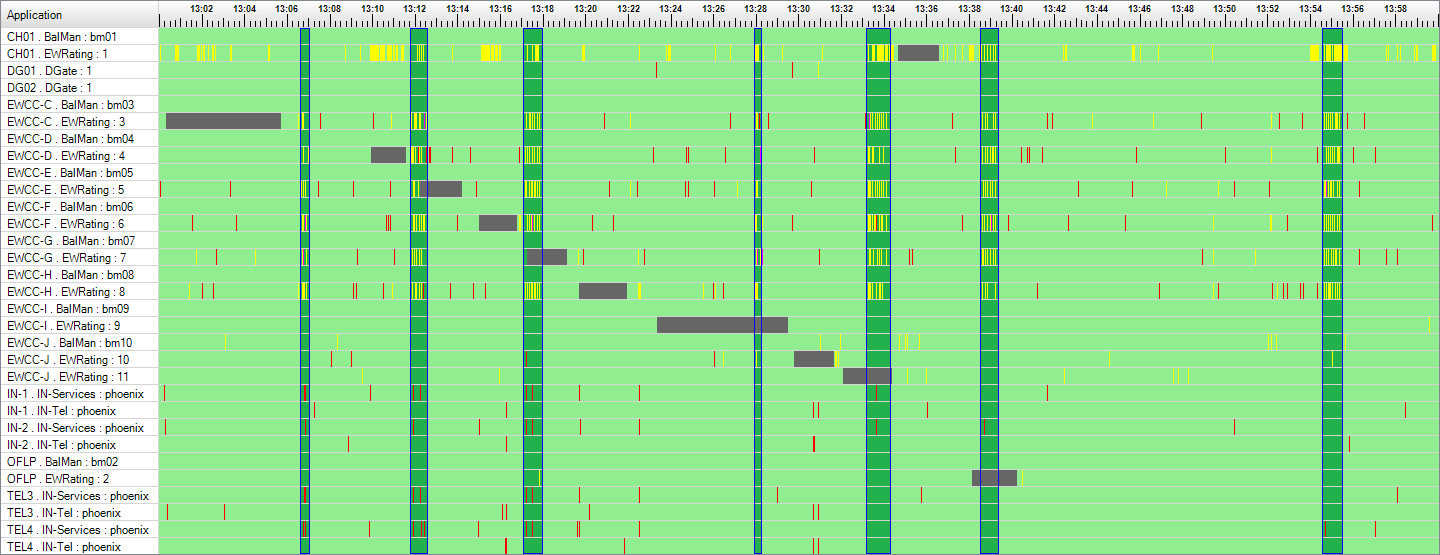 Application 13:02 13:04 13:06 13:08 13:10 13:12 13:14 13:16 13:18 13:20 13:22 13:24 13:26 13:28 13:30 13:32 13:34 13:36 13:38 13:40 13:42 13:44 13:46 13:48 13:50 13:52 13:54 13:56 13:58
CH01 . BalMan : bm01
CH01 . EWRating : 1
DG01 . DGate : 1
DG02 . DGate : 1
EWCC-C . BalMan : bm03
EWCC-C . EWRating : 3
EWCC-D . BalMan : bm04
EWCC-D . EWRating : 4
EWCC-E . BalMan : bm05
EWCC-E . EWRating : 5
EWCC-F . BalMan : bm06
EWCC-F . EWRating : 6
EWCC-G . BalMan : bm07
EWCC-G . EWRating : 7
EWCC-H . BalMan : bm08
EWCC-H . EWRating : 8
EWCC-I . BalMan : bm09
EWCC-I . EWRating : 9
EWCC-J . BalMan : bm10
EWCC-J . EWRating : 10
EWCC-J . EWRating : 11
IN-1 . IN-Services : phoenix
IN-1 . IN-Tel : phoenix
IN-2 . IN-Services : phoenix
IN-2 . IN-Tel : phoenix
OFLP . BalMan : bm02
OFLP . EWRating : 2
TEL3 . IN-Services : phoenix
TEL3 . IN-Tel : phoenix
TEL4 . IN-Services : phoenix
TEL4 . IN-Tel : phoenix